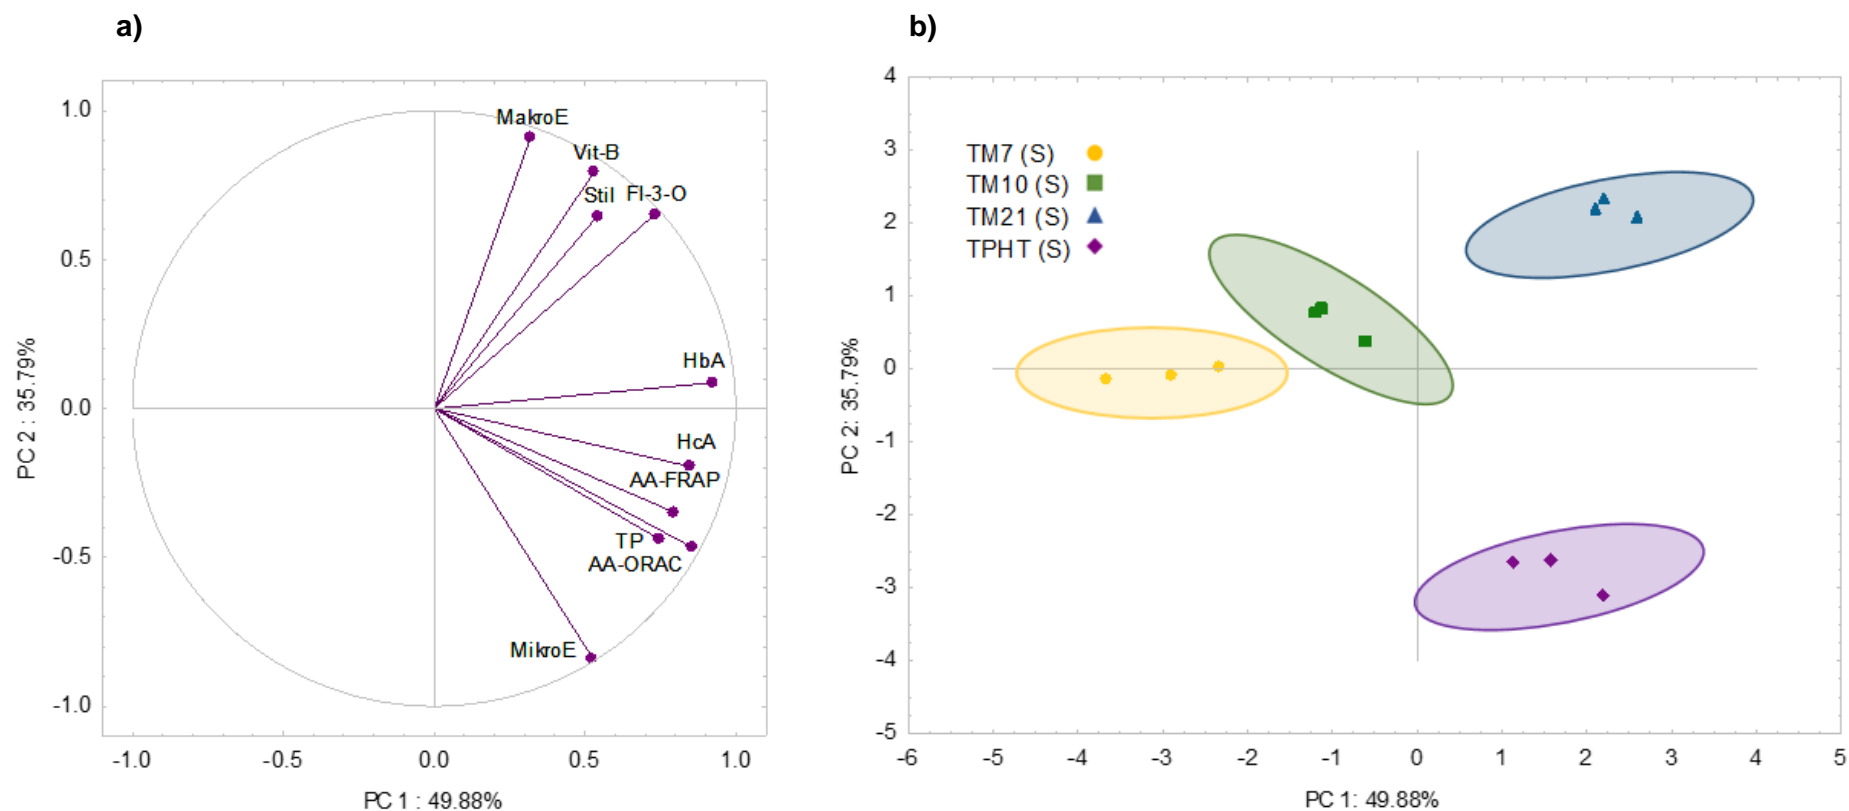 a)
1.0
0.5
0.0
-0.5
-1.0
-1.0
-0.5
0.0
0.5
1.0
PC 2 : 35.79%
PC 1 : 49.88%
MakroE
Vit-B
Stil
Fl-3-O
HbA
HcA
AA-FRAP
TP
AA-ORAC
MikroE
b)
4
3
2
1
0
-1
-2
-3
-4
-5
-6
-5
-4
-3
-2
-1
0
1
2
3
4
5
PC 2: 35.79%
PC 1: 49.88%
TM7 (S)
TM10 (S)
TM21 (S)
TPHT (S)